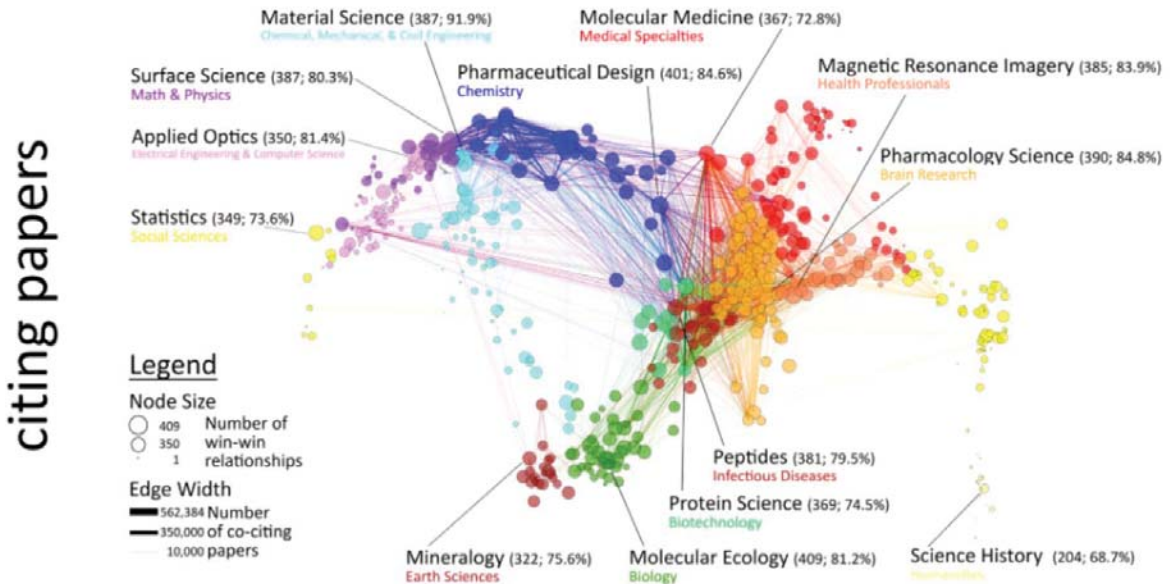 citing papers
Material Science (387; 91.9%)
Chemical, Mechanical, & Civil Engineering
Molecular Medicine (367; 72.8%)
Medical Specialties
Surface Science (387; 80.3%)
Math & Physics
Pharmaceutical Design (401; 84.6%)
Chemistry
Magnetic Resonance Imagery (385; 83.9%)
Health Professionals
Applied Optics (350; 81.4%)
Electrical Engineering & Computer Science
Pharmacology Science (390; 84.8%)
Brain Research
Statistics (349; 73.6%)
Social Sciences
Legend
Node Size
409 Number of
350 win-win
1 relationships
Edge Width
562,384 Number
350,000 of co-citing
10,000 papers
Peptides (381; 79.5%)
Infectious Diseases
Protein Science (369; 74.5%)
Biotechnology
Mineralogy (322; 75.6%)
Earth Sciences
Molecular Ecology (409; 81.2%)
Biology
Science History (204; 68.7%)
Humanities